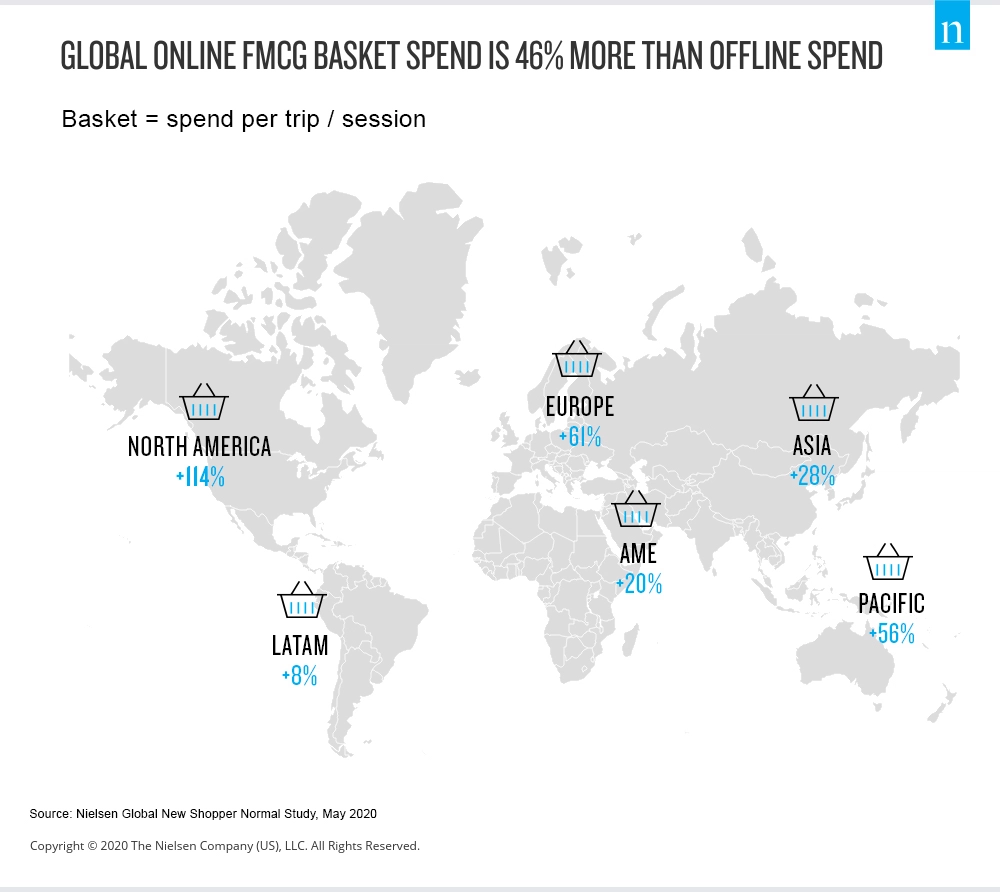 n
GLOBAL ONLINE FMCG BASKET SPEND IS 46% MORE THAN OFFLINE SPEND
Basket = spend per trip / session
EUROPE
+61%
NORTH AMERICA
+114%
ASIA
+28%
AME
+20%
PACIFIC
+56%
LATAM
+8%
Source: Nielsen Global New Shopper Normal Study, May 2020
Copyright © 2020 The Nielsen Company (US), LLC. All Rights Reserved.